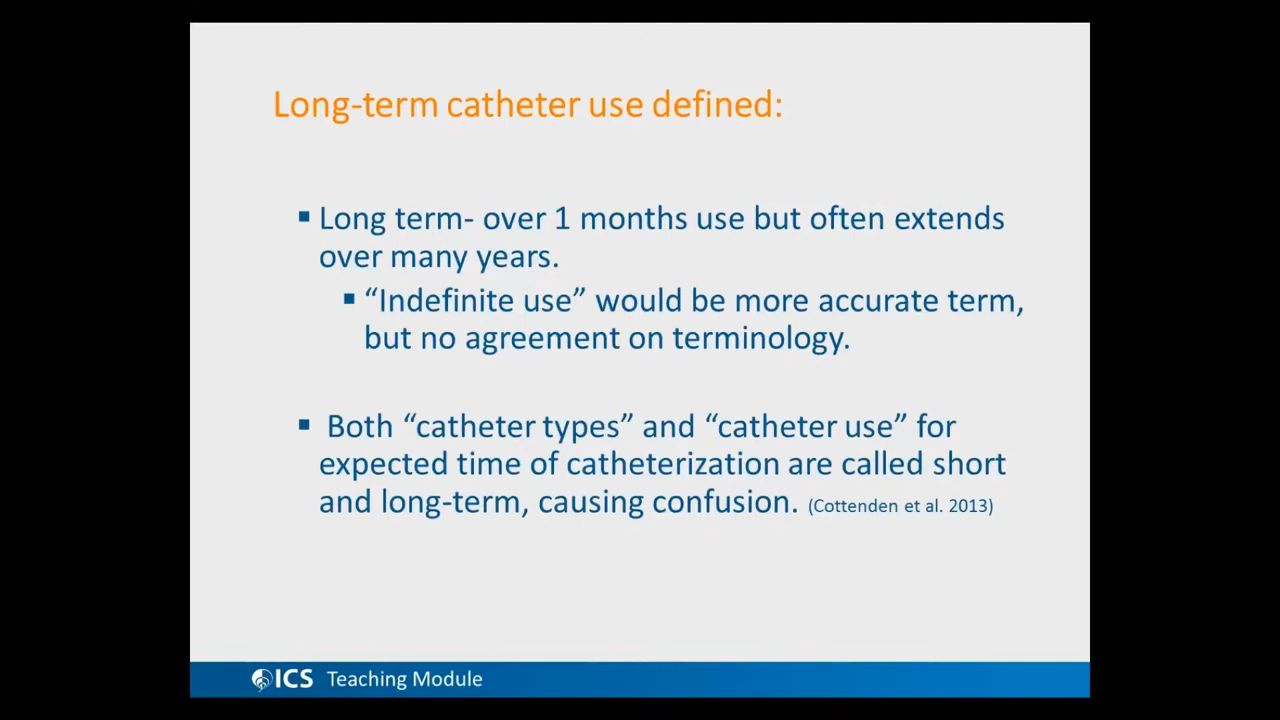 Long-term catheter use defined:
▪ Long term- over 1 months use but often extends
over many years.
▪ “Indefinite use” would be more accurate term,
but no agreement on terminology.
▪ Both “catheter types” and “catheter use” for
expected time of catheterization are called short
and long-term, causing confusion. (Cottenden et al. 2013)
ICS Teaching Module